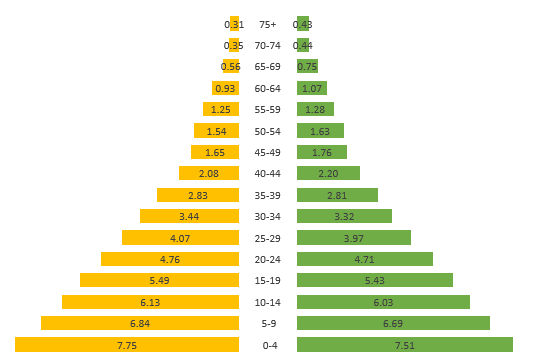 0.31 75+ 0.43
0.35 70-74 0.44
0.56 65-69 0.75
0.93 60-64 1.07
1.25 55-59 1.28
1.54 50-54 1.63
1.65 45-49 1.76
2.08 40-44 2.20
2.83 35-39 2.81
3.44 30-34 3.32
4.07 25-29 3.97
4.76 20-24 4.71
5.49 15-19 5.43
6.13 10-14 6.03
6.84 5-9 6.69
7.75 0-4 7.51